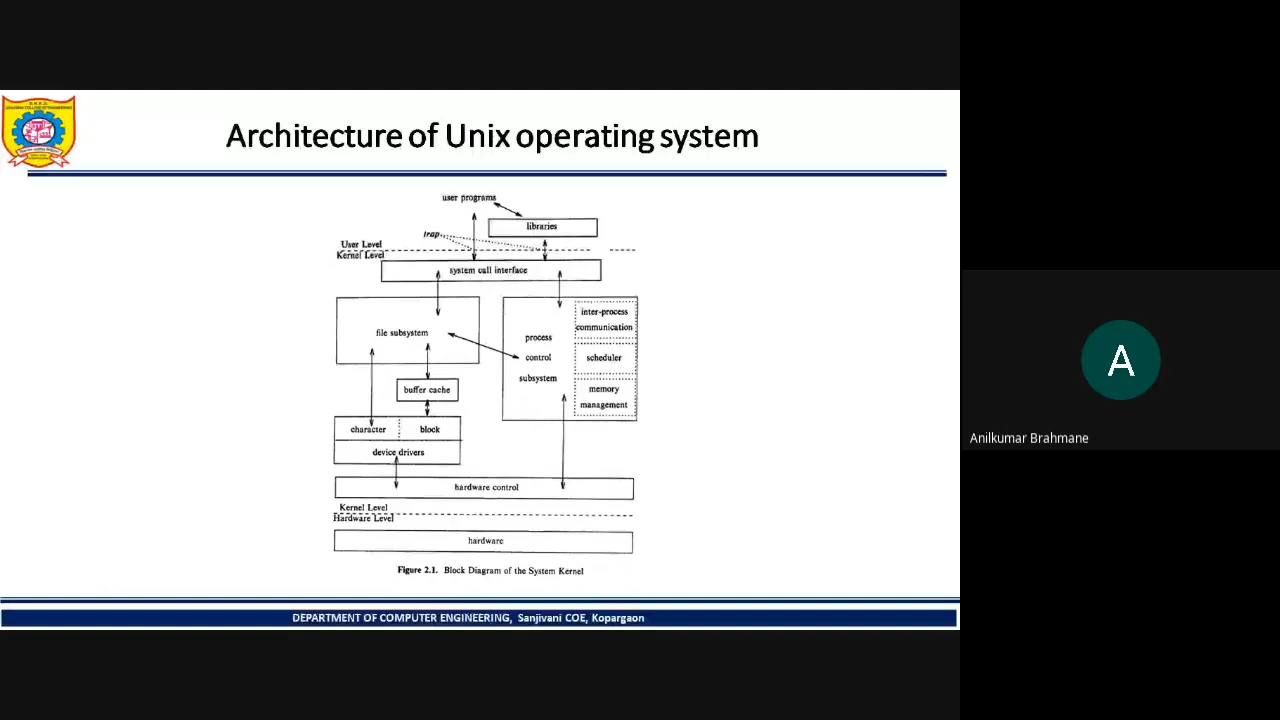 Architecture of Unix operating system
user programs
libraries
trap
User Level
Kernel Level
system call interface
file subsystem
process
control
subsystem
inter-process
communication
scheduler
memory
management
buffer cache
character
block
device drivers
hardware control
Kernel Level
Hardware Level
hardware
Figure 2.1. Block Diagram of the System Kernel
DEPARTMENT OF COMPUTER ENGINEERING, Sanjivani COE, Kopargaon
A
Anilkumar Brahmane